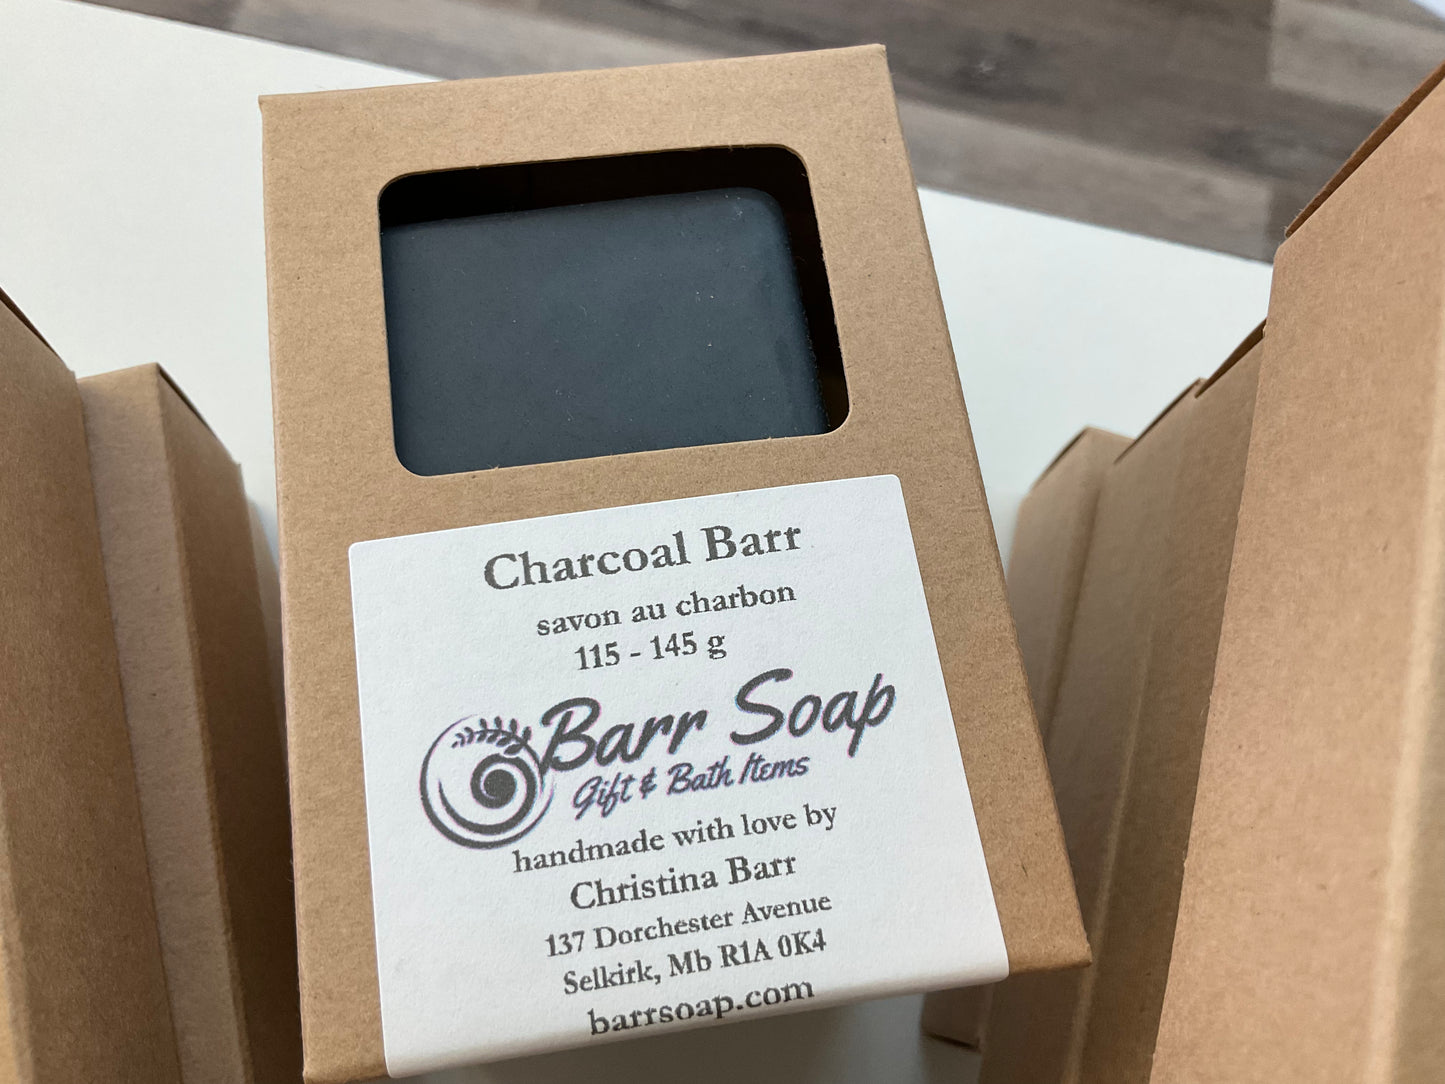 Charcoal Barr
savon au charbon
115 - 145 g
Barr Soap
Gift & Bath Items
handmade with love by
Christina Barr
137 Dorchester Avenue
Selkirk, Mb R1A 0K4
barrsoap.com